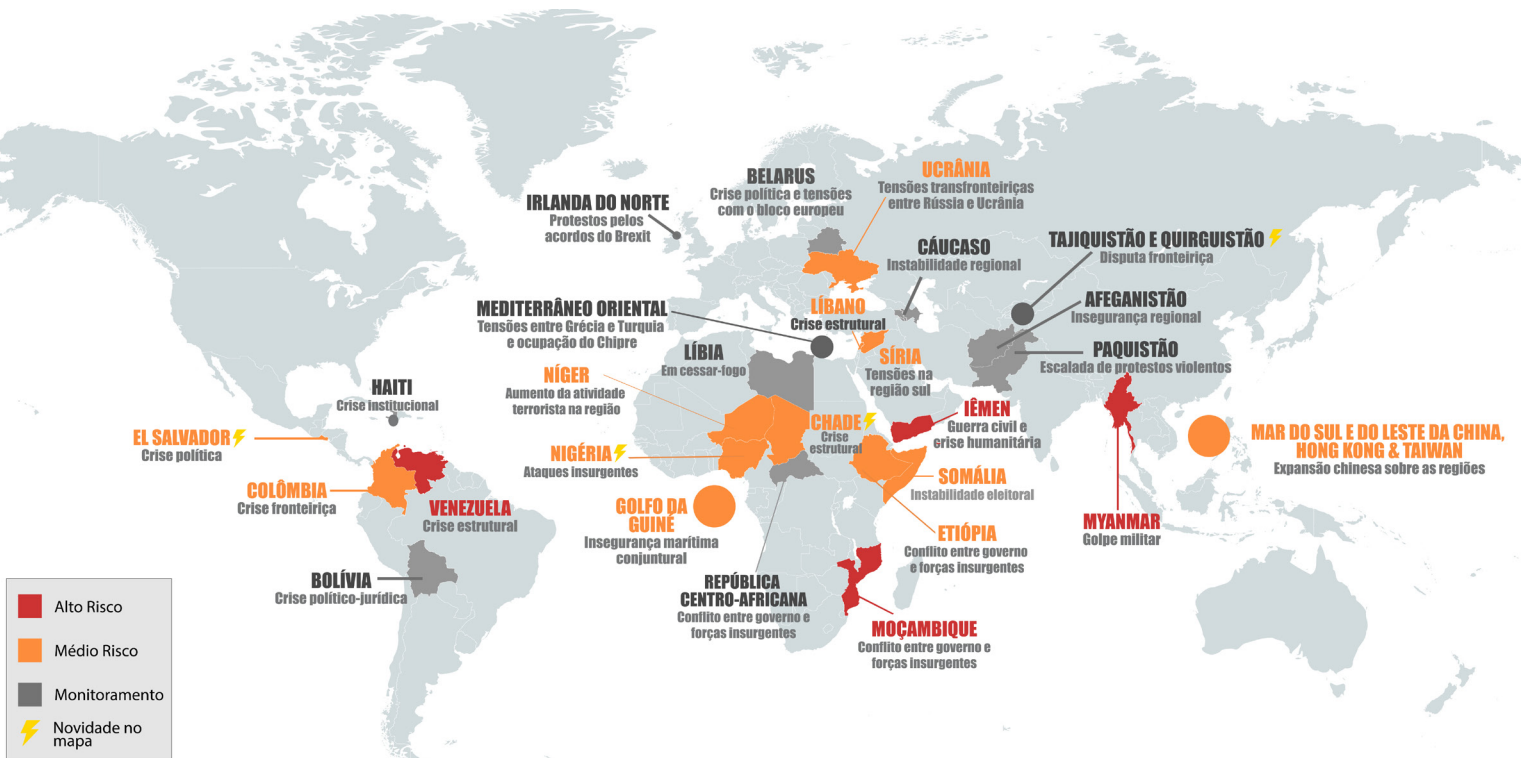 BELARUS
Crise política e tensões
com o bloco europeu
UCRÂNIA
Tensões transfronteiriças
entre Rússia e Ucrânia
IRLANDA DO NORTE
Protestos pelos
acordos do Brexit
CÁUCASO
Instabilidade regional
TAJIQUISTÃO E QUIRGUISTÃO
Disputa fronteiriça
MEDITERRÂNEO ORIENTAL
Tensões entre Grécia e Turquia
e ocupação do Chipre
LÍBANO
Crise estrutural
AFEGANISTÃO
Insegurança regional
LÍBIA
Em cessar-fogo
SÍRIA
Tensões na
região sul
PAQUISTÃO
Escalada de protestos violentos
NÍGER
Aumento da atividade
terrorista na região
HAITI
Crise institucional
CHADE
Crise
estrutural
IÊMEN
Guerra civil e
crise humanitária
EL SALVADOR
Crise política
NIGÉRIA
Ataques insurgentes
MAR DO SUL E DO LESTE DA CHINA,
HONG KONG & TAIWAN
Expansão chinesa sobre as regiões
COLÔMBIA
Crise fronteiriça
VENEZUELA
Crise estrutural
SOMÁLIA
Instabilidade eleitoral
GOLFO DA
GUINÉ
Insegurança marítima
conjuntural
ETIÓPIA
Conflito entre governo
e forças insurgentes
MYANMAR
Golpe militar
BOLÍVIA
Crise político-jurídica
REPÚBLICA
CENTRO-AFRICANA
Conflito entre governo e
forças insurgentes
MOÇAMBIQUE
Conflito entre governo e
forças insurgentes
Alto Risco
Médio Risco
Monitoramento
Novidade no
mapa